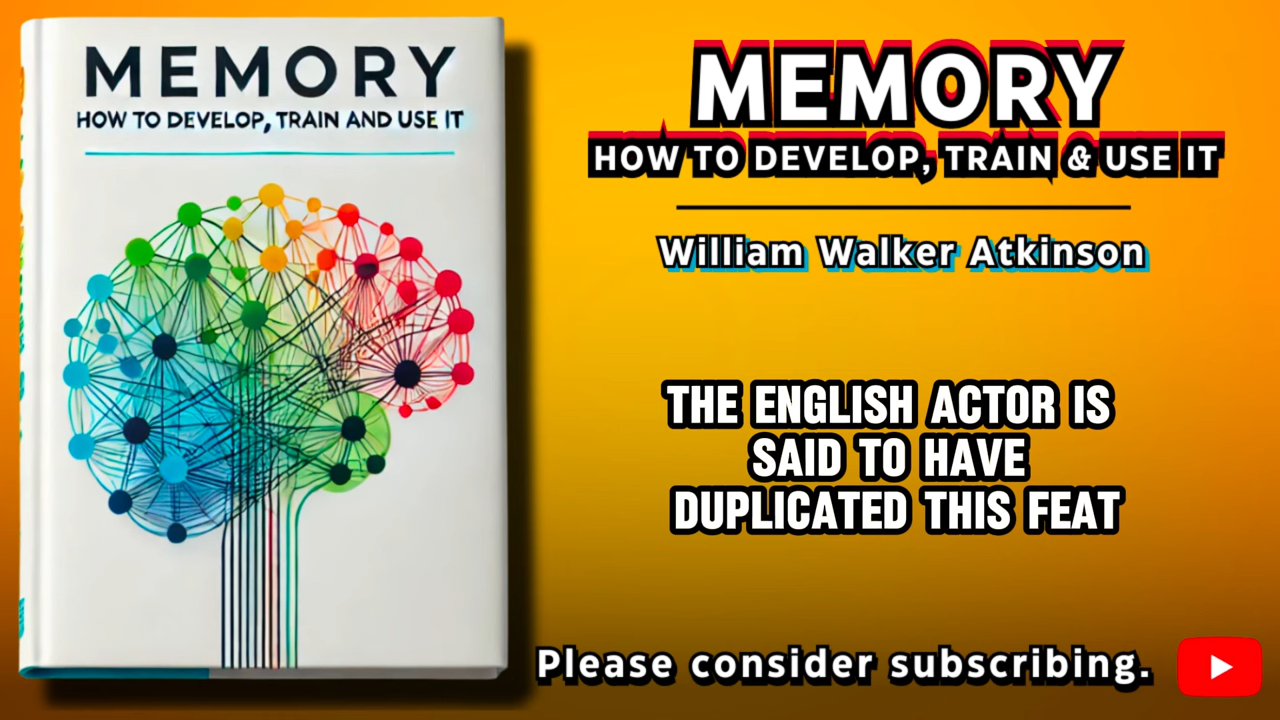 MEMORY
HOW TO DEVELOP, TRAIN AND USE IT
MEMORY
HOW TO DEVELOP, TRAIN & USE IT
William Walker Atkinson
THE ENGLISH ACTOR IS
SAID TO HAVE
DUPLICATED THIS FEAT
Please consider subscribing.